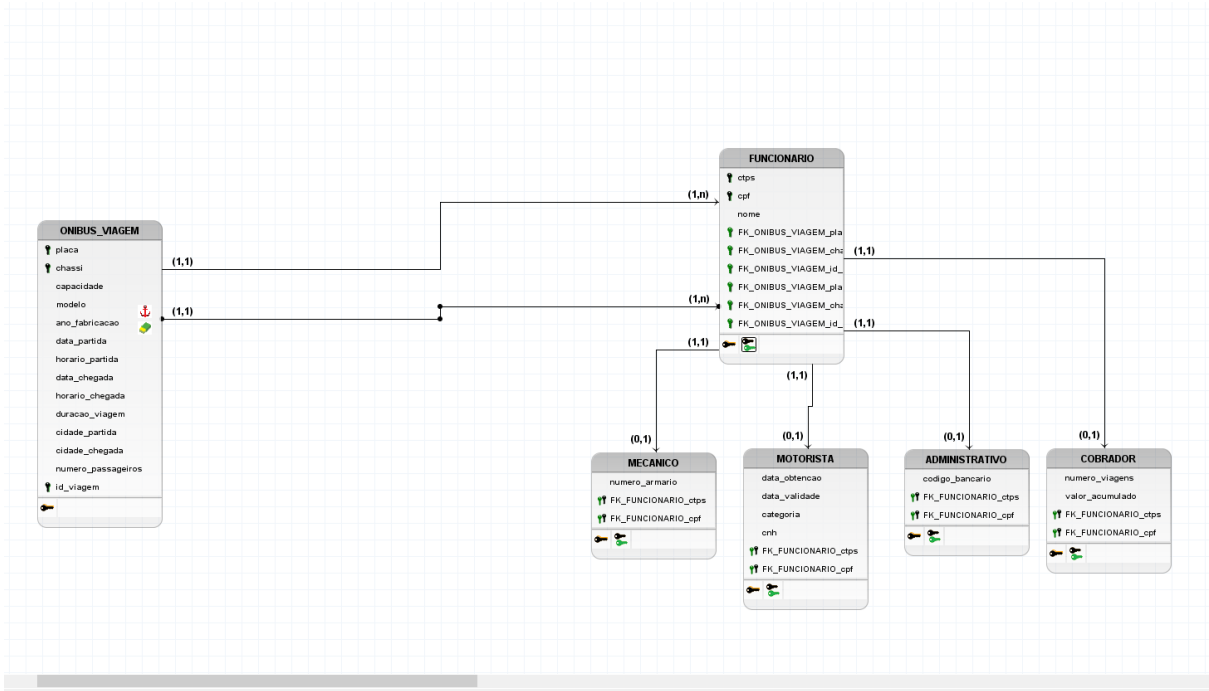 ONIBUS_VIAGEM
placa
chassi
capacidade
modelo
ano_fabricacao
data_partida
horario_partida
data_chegada
horario_chegada
duracao_viagem
cidade_partida
cidade_chegada
numero_passageiros
id_viagem
(1,1)
(1,1)
(1,n)
(1,n)
FUNCIONARIO
ctps
cpf
nome
FK_ONIBUS_VIAGEM_pla
FK_ONIBUS_VIAGEM_cha
FK_ONIBUS_VIAGEM_id_
FK_ONIBUS_VIAGEM_pla
FK_ONIBUS_VIAGEM_cha
FK_ONIBUS_VIAGEM_id_
(1,1)
(1,1)
(1,1)
(1,1)
(0,1)
(0,1)
(0,1)
(0,1)
MECANICO
numero_armario
FK_FUNCIONARIO_ctps
FK_FUNCIONARIO_cpf
MOTORISTA
data_obtencao
data_validade
categoria
cnh
FK_FUNCIONARIO_ctps
FK_FUNCIONARIO_cpf
ADMINISTRATIVO
codigo_bancario
FK_FUNCIONARIO_ctps
FK_FUNCIONARIO_cpf
COBRADOR
numero_viagens
valor_acumulado
FK_FUNCIONARIO_ctps
FK_FUNCIONARIO_cpf